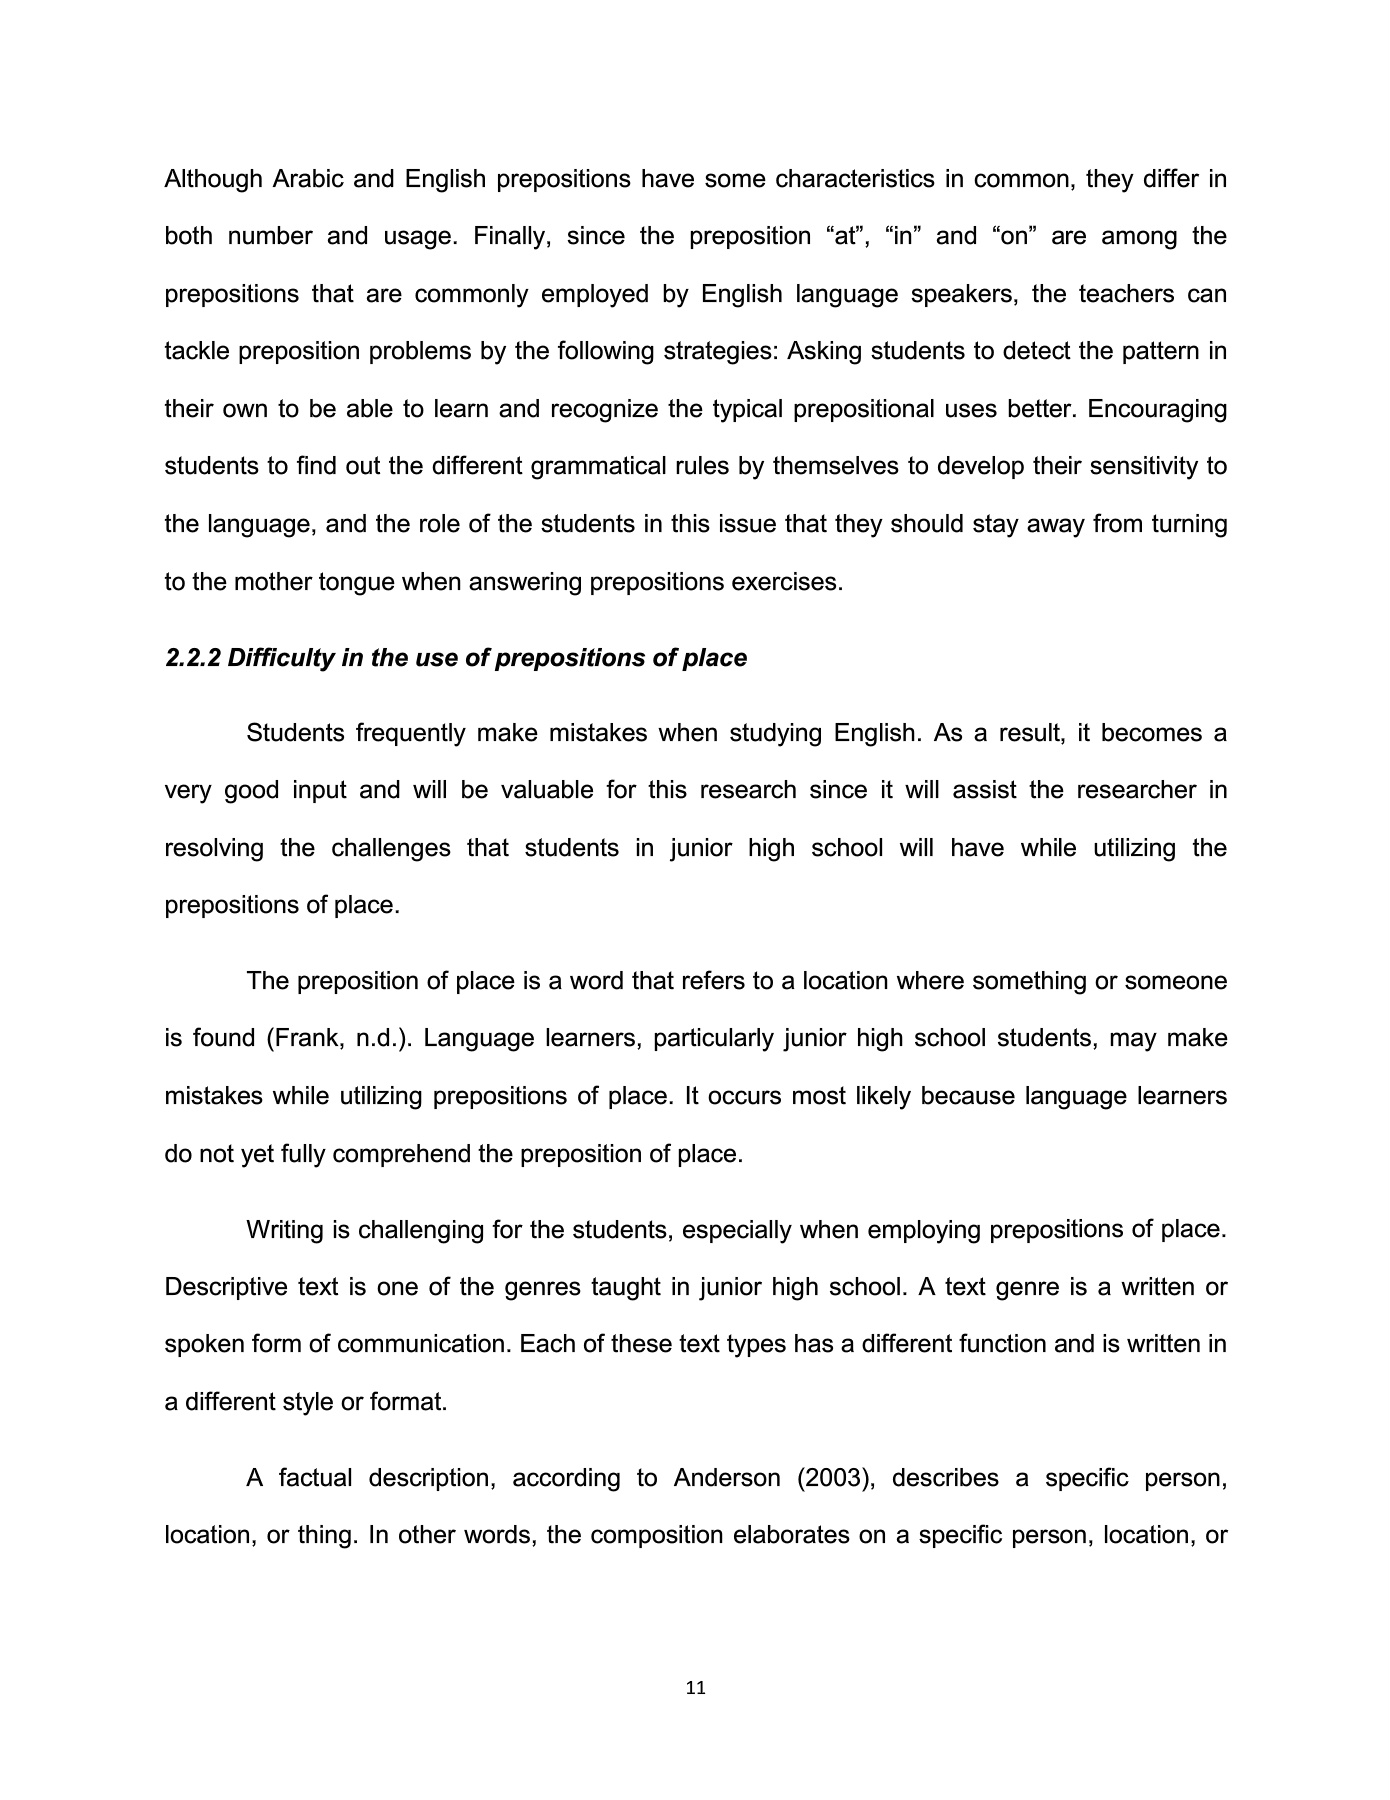 Although Arabic and English prepositions have some characteristics in common, they differ in
both number and usage. Finally, since the preposition “at”, “in” and “on” are among the
prepositions that are commonly employed by English language speakers, the teachers can
tackle preposition problems by the following strategies: Asking students to detect the pattern in
their own to be able to learn and recognize the typical prepositional uses better. Encouraging
students to find out the different grammatical rules by themselves to develop their sensitivity to
the language, and the role of the students in this issue that they should stay away from turning
to the mother tongue when answering prepositions exercises.
2.2.2 Difficulty in the use of prepositions of place
Students frequently make mistakes when studying English. As a result, it becomes a
very good input and will be valuable for this research since it will assist the researcher in
resolving the challenges that students in junior high school will have while utilizing the
prepositions of place.
The preposition of place is a word that refers to a location where something or someone
is found (Frank, n.d.). Language learners, particularly junior high school students, may make
mistakes while utilizing prepositions of place. It occurs most likely because language learners
do not yet fully comprehend the preposition of place.
Writing is challenging for the students, especially when employing prepositions of place.
Descriptive text is one of the genres taught in junior high school. A text genre is a written or
spoken form of communication. Each of these text types has a different function and is written in
a different style or format.
A factual description, according to Anderson (2003), describes a specific person,
location, or thing. In other words, the composition elaborates on a specific person, location, or
11